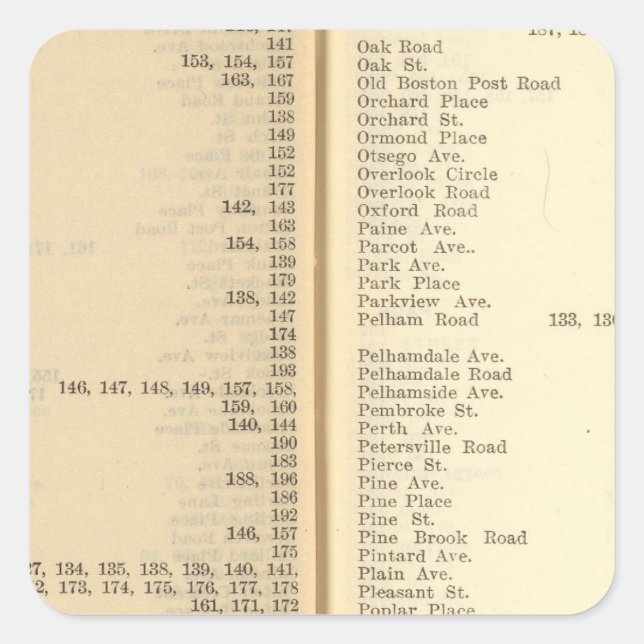 141
153, 154, 157
163, 167
159
138
149
152
152
177
142, 143
163
154, 158
139
179
138, 142
147
174
138
193
146, 147, 148, 149, 157, 158,
159, 160
140, 144
190
183
188, 196
186
192
146, 157
175
134, 135, 138, 139, 140, 141,
173, 174, 175, 176, 177, 178
161, 171, 172
Oak Road
Oak St.
Old Boston Post Road
Orchard Place
Orchard St.
Ormond Place
Otsego Ave.
Overlook Circle
Overlook Road
Oxford Road
Paine Ave.
Parcot Ave..
Park Ave.
Park Place
Parkview Ave.
Pelham Road 133,
Pelhamdale Ave.
Pelhamdale Road
Pelhamside Ave.
Pembroke St.
Perth Ave.
Petersville Road
Pierce St.
Pine Ave.
Pine Place
Pine St.
Pine Brook Road
Pintard Ave.
Plain Ave.
Pleasant St.
Poplar Place